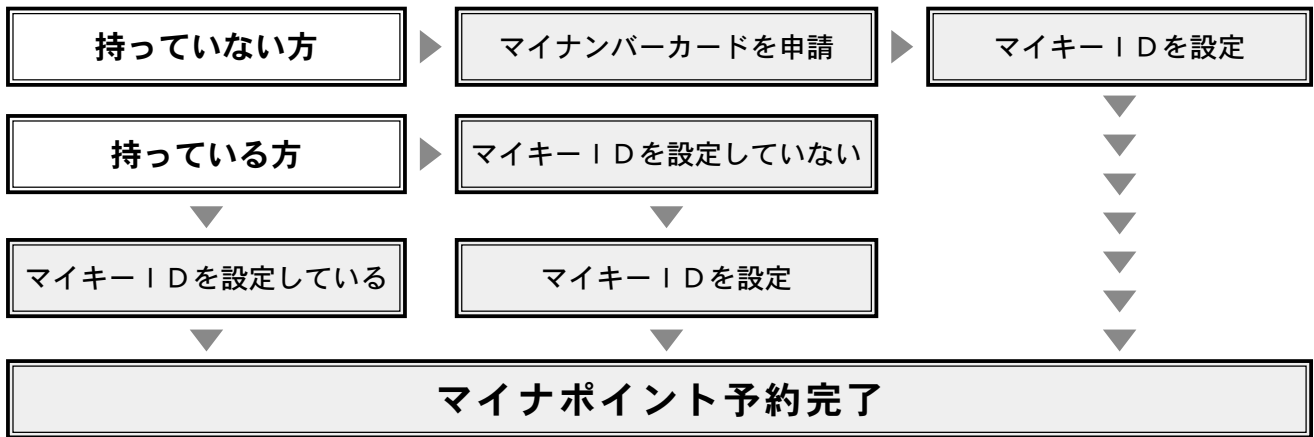 持っていない方
マイナンバーカードを申請
マイキーＩＤを設定
持っている方
マイキーＩＤを設定していない
マイキーＩＤを設定している
マイキーＩＤを設定
マイナポイント予約完了